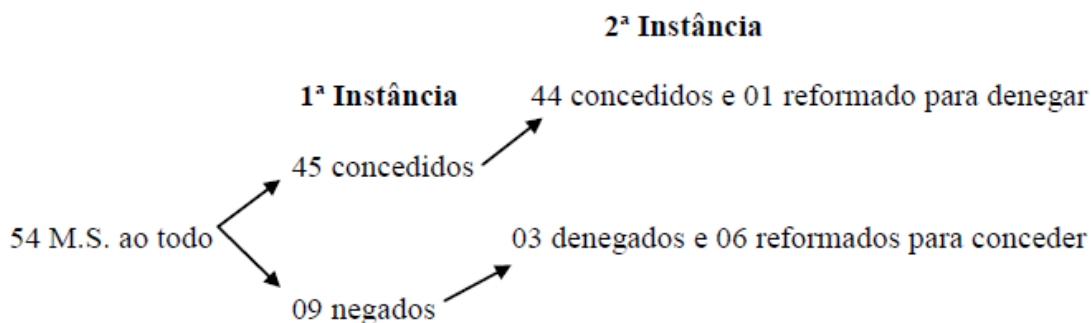 2ª Instância
1ª Instância
44 concedidos e 01 reformado para denegar
45 concedidos
54 M.S. ao todo
03 denegados e 06 reformados para conceder
09 negados